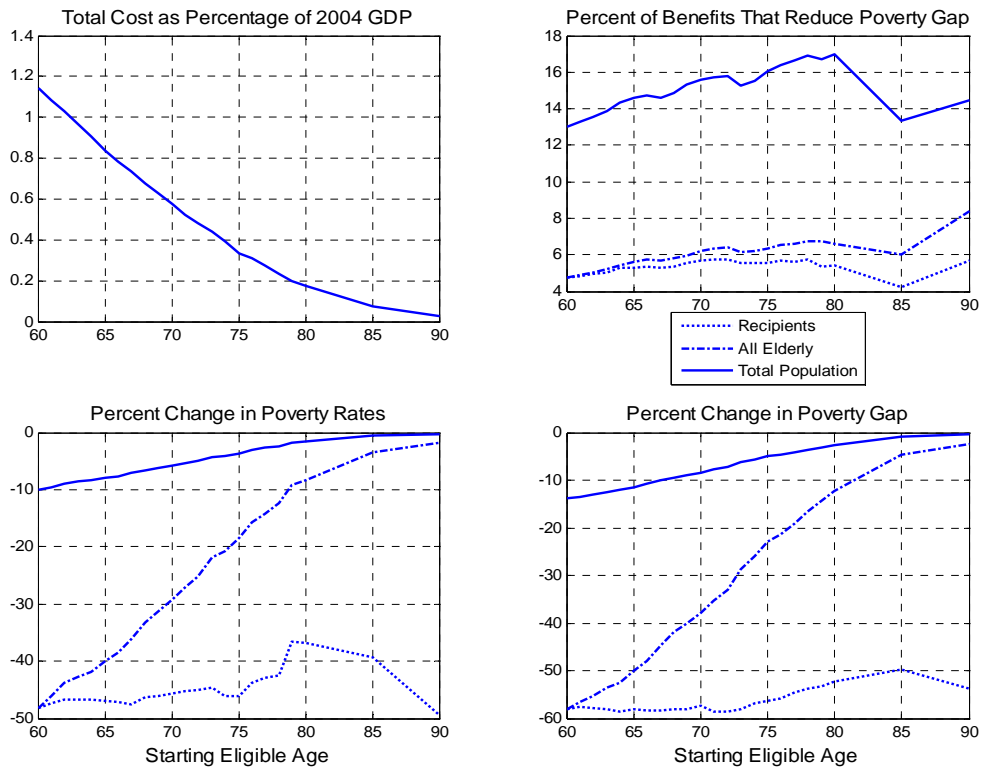 Total Cost as Percentage of 2004 GDP
1.4
1.2
1
0.8
0.6
0.4
0.2
0
60 65 70 75 80 85 90
Percent of Benefits That Reduce Poverty Gap
18
16
14
12
10
8
6
4
60 65 70 75 80 85 90
Recipients
All Elderly
Total Population
Percent Change in Poverty Rates
0
-10
-20
-30
-40
-50
60 65 70 75 80 85 90
Starting Eligible Age
Percent Change in Poverty Gap
0
-10
-20
-30
-40
-50
-60
60 65 70 75 80 85 90
Starting Eligible Age